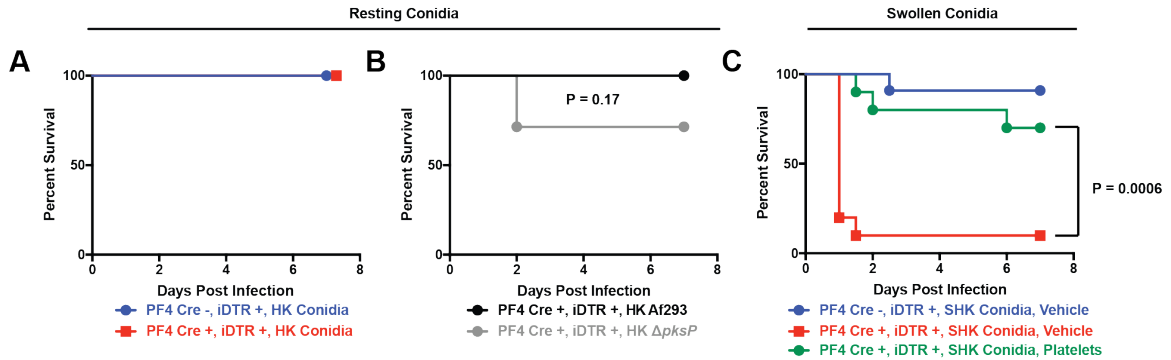 Resting Conidia
Swollen Conidia
A
B
C
Percent Survival
100
50
0
0 2 4 6 8
Days Post Infection
PF4 Cre -, iDTR +, HK Conidia
PF4 Cre +, iDTR +, HK Conidia
Percent Survival
100
50
0
P = 0.17
0 2 4 6 8
Days Post Infection
PF4 Cre +, iDTR +, HK Af293
PF4 Cre +, iDTR +, HK ΔpksP
Percent Survival
100
50
0
P = 0.0006
0 2 4 6 8
Days Post Infection
PF4 Cre -, iDTR +, SHK Conidia, Vehicle
PF4 Cre +, iDTR +, SHK Conidia, Vehicle
PF4 Cre +, iDTR +, SHK Conidia, Platelets